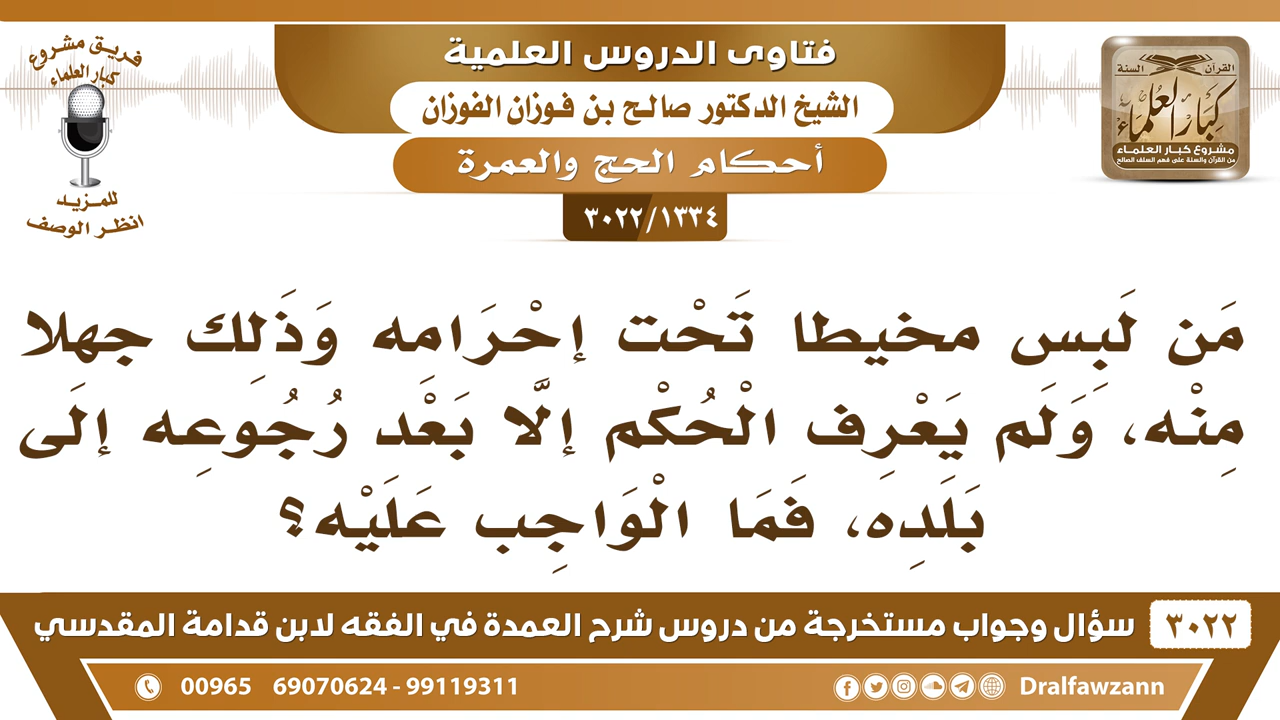 فتاوى الدروس العلمية
الشيخ الدكتور صالح بن فوزان الفوزان
أحكام الحج والعمرة
٣٠٢٢/١٣٣٤
فريق مشروع
كبار العلماء
للمزيد
انظر الوصف
القرآن السنة
كبار العلماء
مشروع كبار العلماء
من القرآن والسنة على فهم السلف الصالح
مَن لَبِس مخيطا تَحْت إحْرَامه وَذَلِك جهلا
مِنْه، وَلَم يَعْرِف الْحُكْم إلَّا بَعْد رُجُوعِه إلَى
بَلَدِه، فَمَا الْوَاجِب عَلَيْه؟
٣٠٢٢
سؤال وجواب مستخرجة من دروس شرح العمدة في الفقه لابن قدامة المقدسي
00965 69070624 - 99119311
Dralfawzann